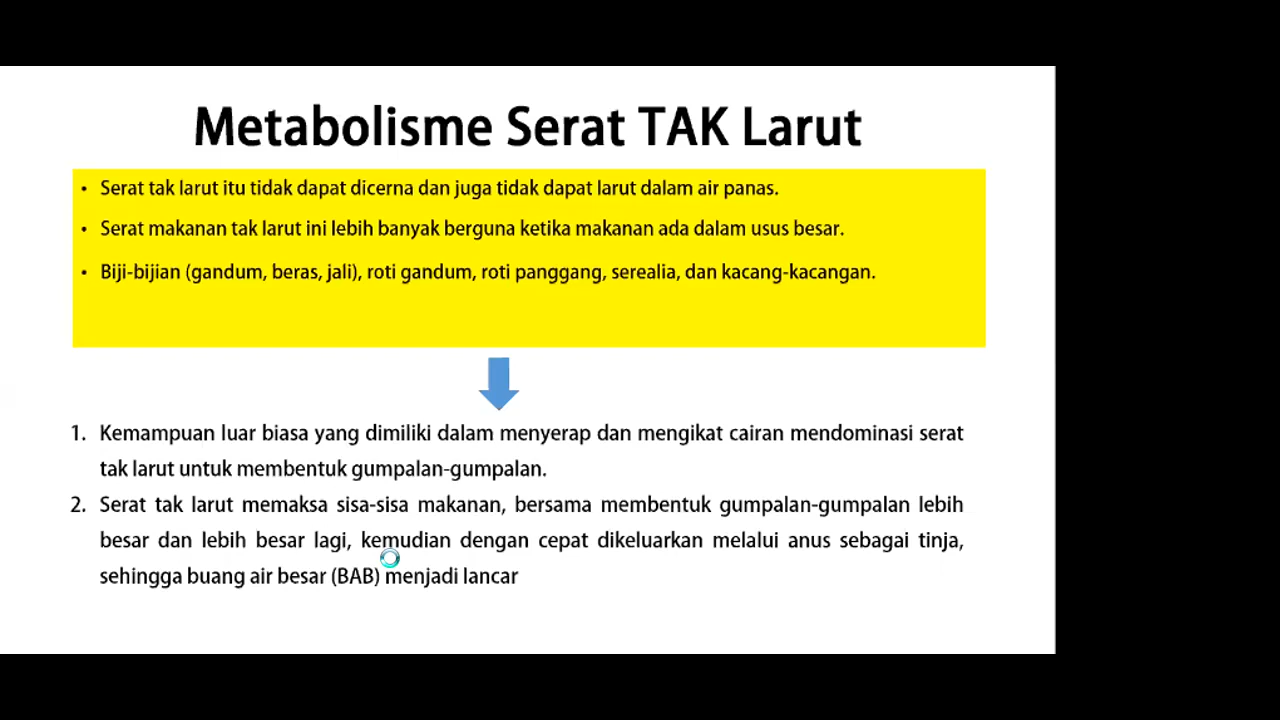 Metabolisme Serat TAK Larut
• Serat tak larut itu tidak dapat dicerna dan juga tidak dapat larut dalam air panas.
• Serat makanan tak larut ini lebih banyak berguna ketika makanan ada dalam usus besar.
• Biji-bijian (gandum, beras, jali), roti gandum, roti panggang, serealia, dan kacang-kacangan.
1. Kemampuan luar biasa yang dimiliki dalam menyerap dan mengikat cairan mendominasi serat
tak larut untuk membentuk gumpalan-gumpalan.
2. Serat tak larut memaksa sisa-sisa makanan, bersama membentuk gumpalan-gumpalan lebih
besar dan lebih besar lagi, kemudian dengan cepat dikeluarkan melalui anus sebagai tinja,
sehingga buang air besar (BAB) menjadi lancar